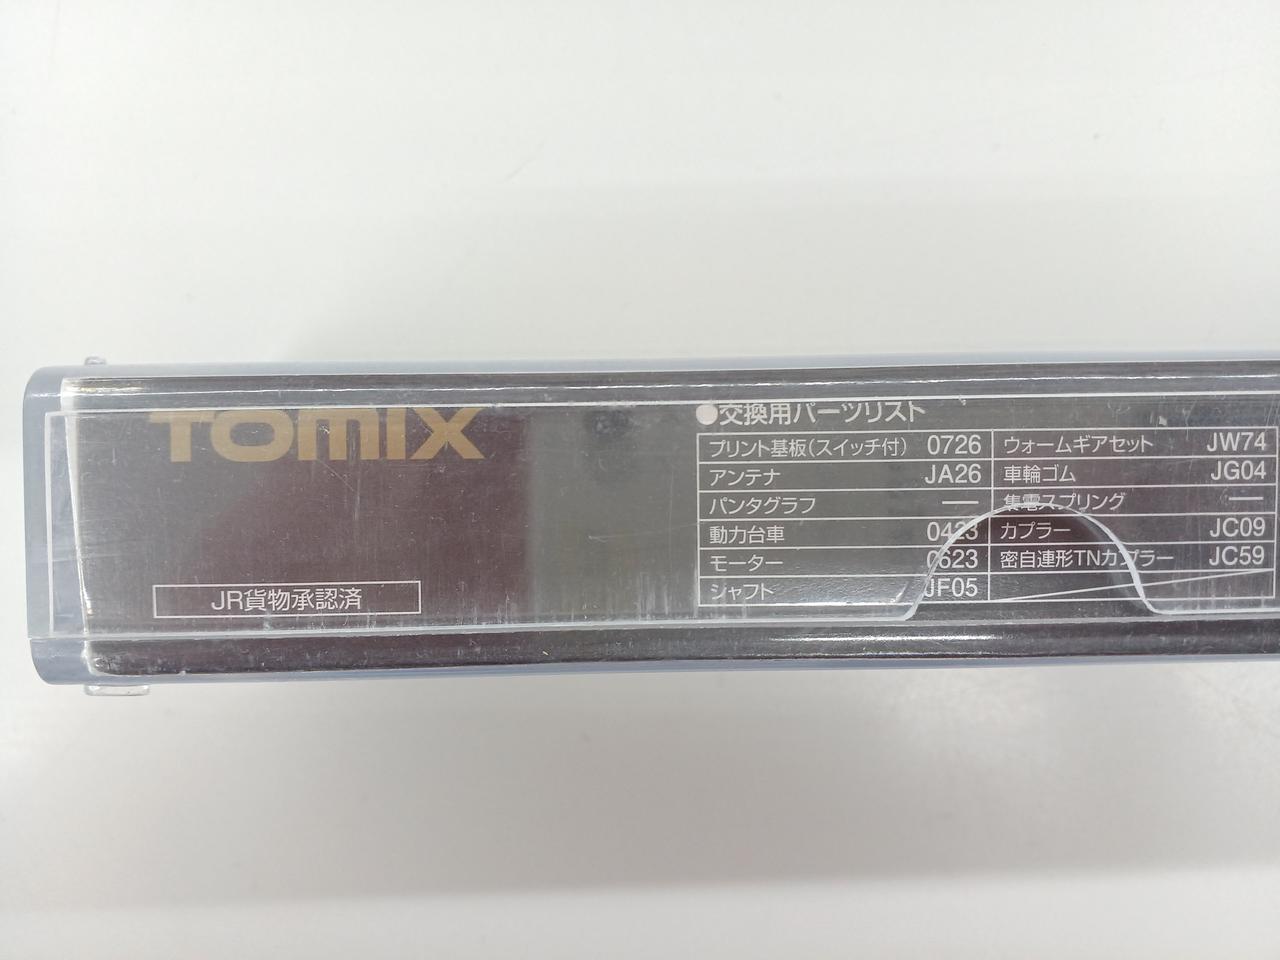 TOMIX
JR貨物承認済
●交換用パーツリスト
プリント基板(スイッチ付) 0726 ウォームギアセット JW74
アンテナ JA26 車輪ゴム JG04
パンタグラフ — 集電スプリング —
動力台車 0433 カプラー JC09
モーター 0623 密自連形TNカプラー JC59
シャフト JF05